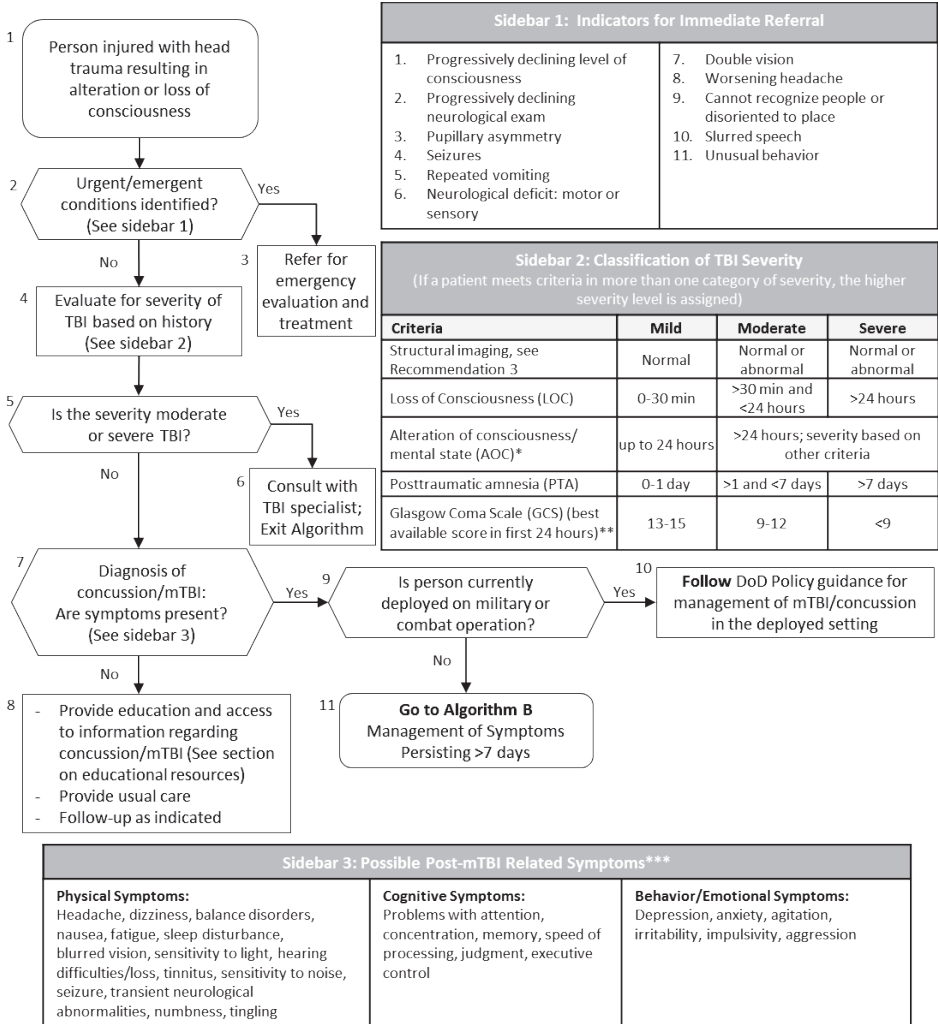 1
Person injured with head
trauma resulting in
alteration or loss of
consciousness
2
Urgent/emergent
conditions identified?
(See sidebar 1)
Yes
No
3
Refer for
emergency
evaluation and
treatment
4
Evaluate for severity of
TBI based on history
(See sidebar 2)
5
Is the severity moderate
or severe TBI?
Yes
No
6
Consult with
TBI specialist;
Exit Algorithm
7
Diagnosis of
concussion/mTBI:
Are symptoms present?
(See sidebar 3)
Yes
No
8
- Provide education and access
to information regarding
concussion/mTBI (See section
on educational resources)
- Provide usual care
- Follow-up as indicated
9
Is person currently
deployed on military or
combat operation?
Yes
No
10
Follow DoD Policy guidance for
management of mTBI/concussion
in the deployed setting
11
Go to Algorithm B
Management of Symptoms
Persisting >7 days
Sidebar 1: Indicators for Immediate Referral
1. Progressively declining level of
consciousness
2. Progressively declining
neurological exam
3. Pupillary asymmetry
4. Seizures
5. Repeated vomiting
6. Neurological deficit: motor or
sensory
7. Double vision
8. Worsening headache
9. Cannot recognize people or
disoriented to place
10. Slurred speech
11. Unusual behavior
Sidebar 2: Classification of TBI Severity
(If a patient meets criteria in more than one category of severity, the higher
severity level is assigned)
Criteria Mild Moderate Severe
Structural imaging, see
Recommendation 3
Normal
Normal or
abnormal
Normal or
abnormal
Loss of Consciousness (LOC)
0-30 min
>30 min and
<24 hours
>24 hours
Alteration of consciousness/
mental state (AOC)*
up to 24 hours
>24 hours; severity based on
other criteria
Posttraumatic amnesia (PTA) 0-1 day >1 and <7 days >7 days
Glasgow Coma Scale (GCS) (best
available score in first 24 hours)**
13-15
9-12
<9
Sidebar 3: Possible Post-mTBI Related Symptoms***
Physical Symptoms:
Headache, dizziness, balance disorders,
nausea, fatigue, sleep disturbance,
blurred vision, sensitivity to light, hearing
difficulties/loss, tinnitus, sensitivity to noise,
seizure, transient neurological
abnormalities, numbness, tingling
Cognitive Symptoms:
Problems with attention,
concentration, memory, speed of
processing, judgment, executive
control
Behavior/Emotional Symptoms:
Depression, anxiety, agitation,
irritability, impulsivity, aggression